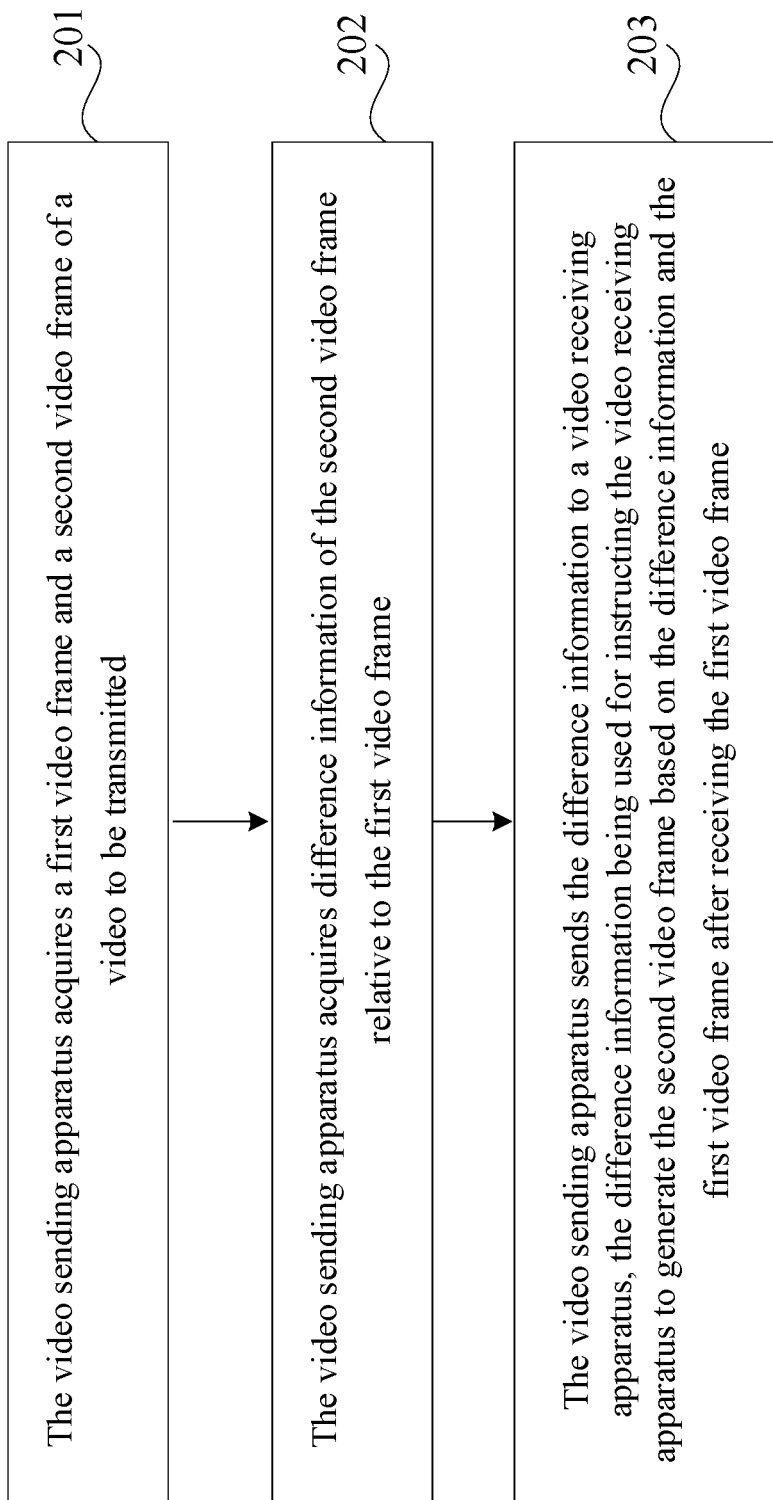 201
The video sending apparatus acquires a first video frame and a second video frame of a
video to be transmitted
202
The video sending apparatus acquires difference information of the second video frame
relative to the first video frame
203
The video sending apparatus sends the difference information to a video receiving
apparatus, the difference information being used for instructing the video receiving
apparatus to generate the second video frame based on the difference information and the
first video frame after receiving the first video frame